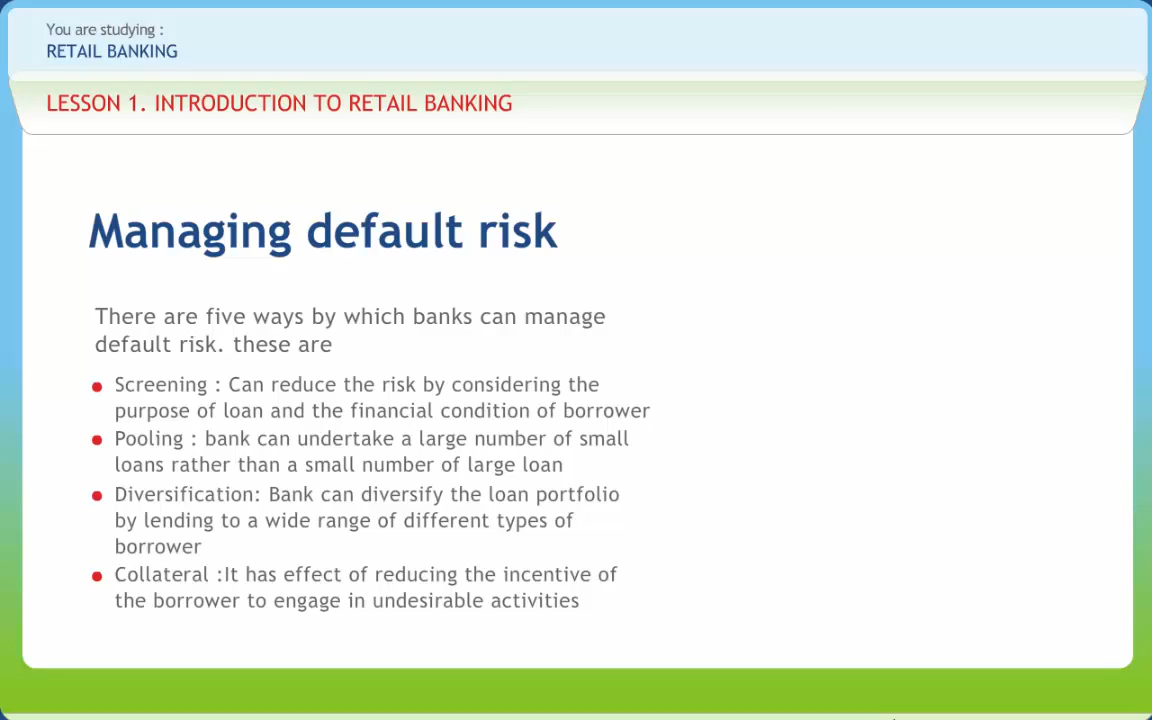 You are studying :
RETAIL BANKING
LESSON 1. INTRODUCTION TO RETAIL BANKING
Managing default risk
There are five ways by which banks can manage
default risk. these are
Screening : Can reduce the risk by considering the
purpose of loan and the financial condition of borrower
Pooling : bank can undertake a large number of small
loans rather than a small number of large loan
Diversification: Bank can diversify the loan portfolio
by lending to a wide range of different types of
borrower
Collateral :It has effect of reducing the incentive of
the borrower to engage in undesirable activities